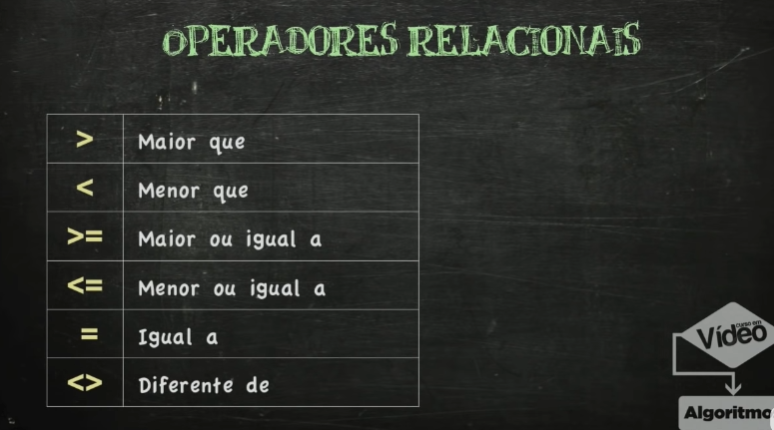 OPERADORES RELACIONAIS
> Maior que
< Menor que
>= Maior ou igual a
<= Menor ou igual a
= Igual a
<> Diferente de
curso em
Vídeo
Algoritmo